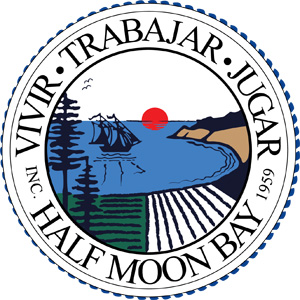 VIVIR · TRABAJAR · JUGAR
INC.
HALF MOON BAY
1959